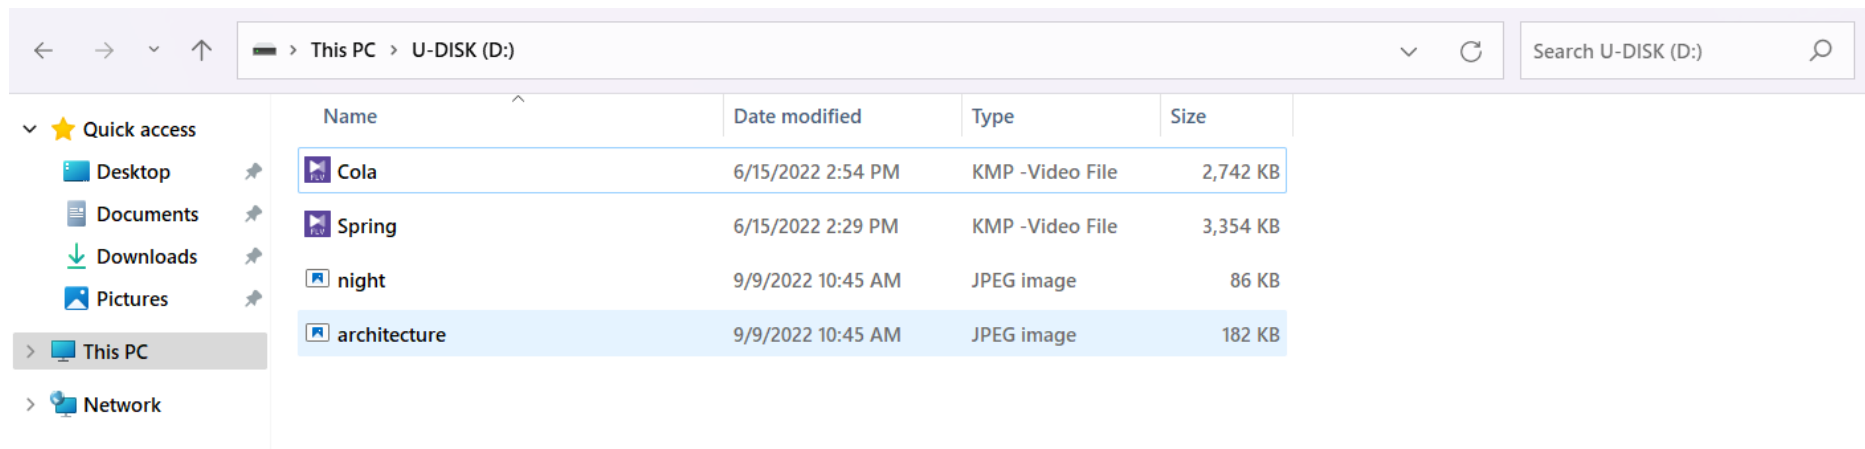 This PC > U-DISK (D:)
Search U-DISK (D:)
Quick access
Desktop
Documents
Downloads
Pictures
This PC
Network
Name Date modified Type Size
FLV Cola 6/15/2022 2:54 PM KMP -Video File 2,742 KB
FLV Spring 6/15/2022 2:29 PM KMP -Video File 3,354 KB
night 9/9/2022 10:45 AM JPEG image 86 KB
architecture 9/9/2022 10:45 AM JPEG image 182 KB